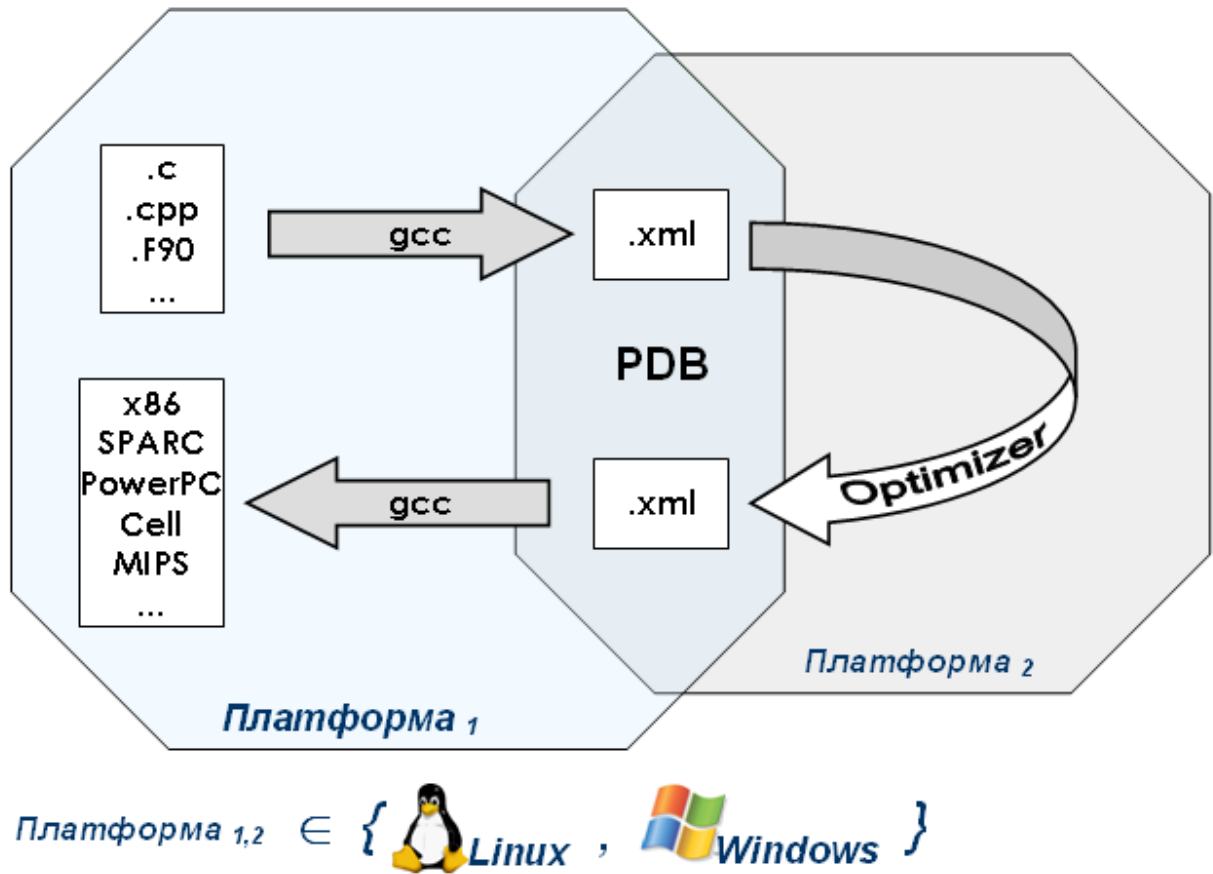 .c
.cpp
.F90
...
gcc
.xml
PDB
x86
SPARC
PowerPC
Cell
MIPS
...
gcc
.xml
Optimizer
Платформа 2
Платформа 1
Платформа 1,2 ∈ { Linux , Windows }